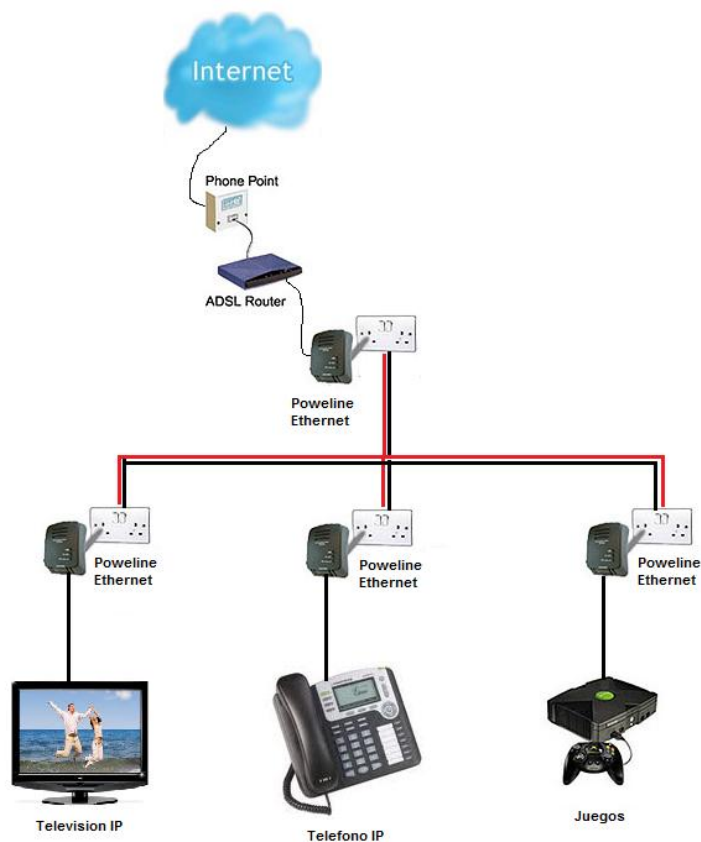 Internet
Phone Point
ADSL Router
Poweline
Ethernet
Poweline
Ethernet
Poweline
Ethernet
Poweline
Ethernet
Television IP
Telefono IP
Juegos